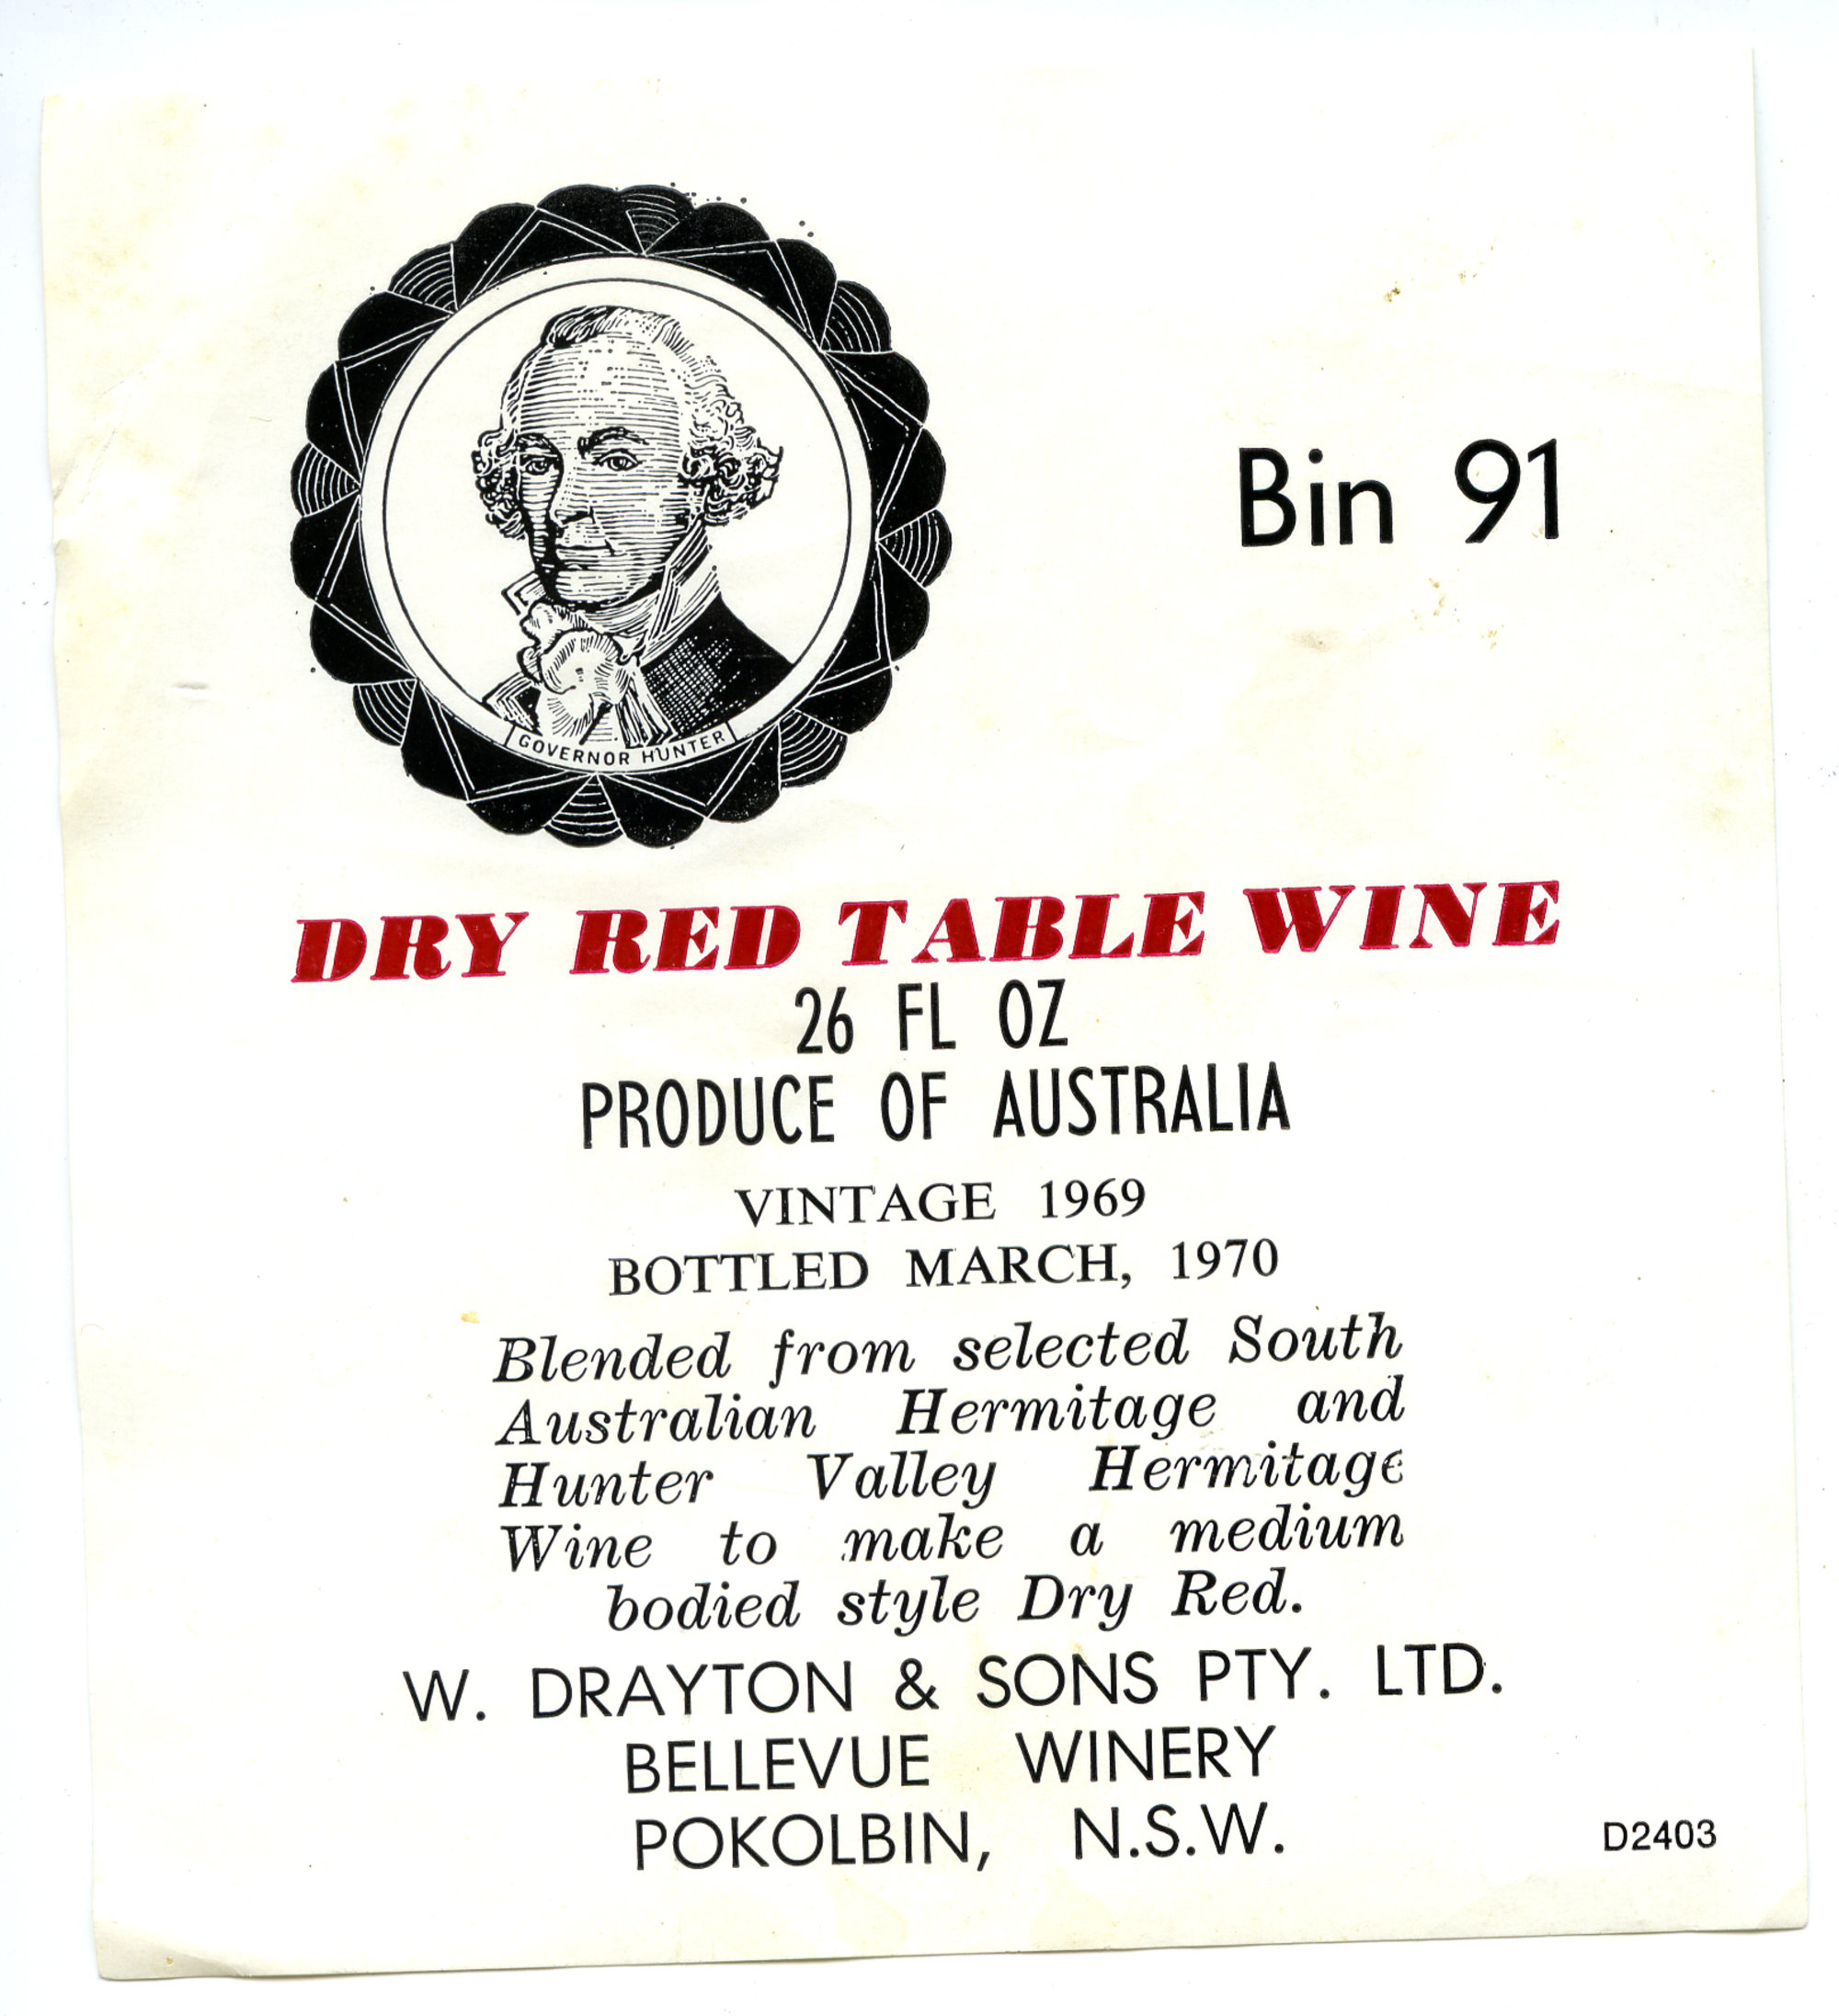 GOVERNOR HUNTER
Bin 91
DRY RED TABLE WINE
26 FL OZ
PRODUCE OF AUSTRALIA
VINTAGE 1969
BOTTLED MARCH, 1970
Blended from selected South
Australian Hermitage and
Hunter Valley Hermitage
Wine to make a medium
bodied style Dry Red.
W. DRAYTON & SONS PTY. LTD.
BELLEVUE WINERY
POKOLBIN, N.S.W.
D2403